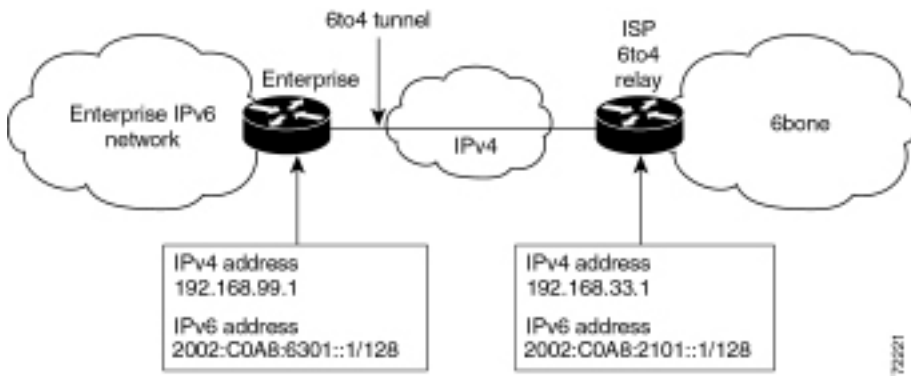 6to4 tunnel
ISP
6to4
relay
Enterprise
Enterprise IPv6
network
IPv4
6bone
IPv4 address
192.168.99.1
IPv6 address
2002:C0A8:6301::1/128
IPv4 address
192.168.33.1
IPv6 address
2002:C0A8:2101::1/128
72221